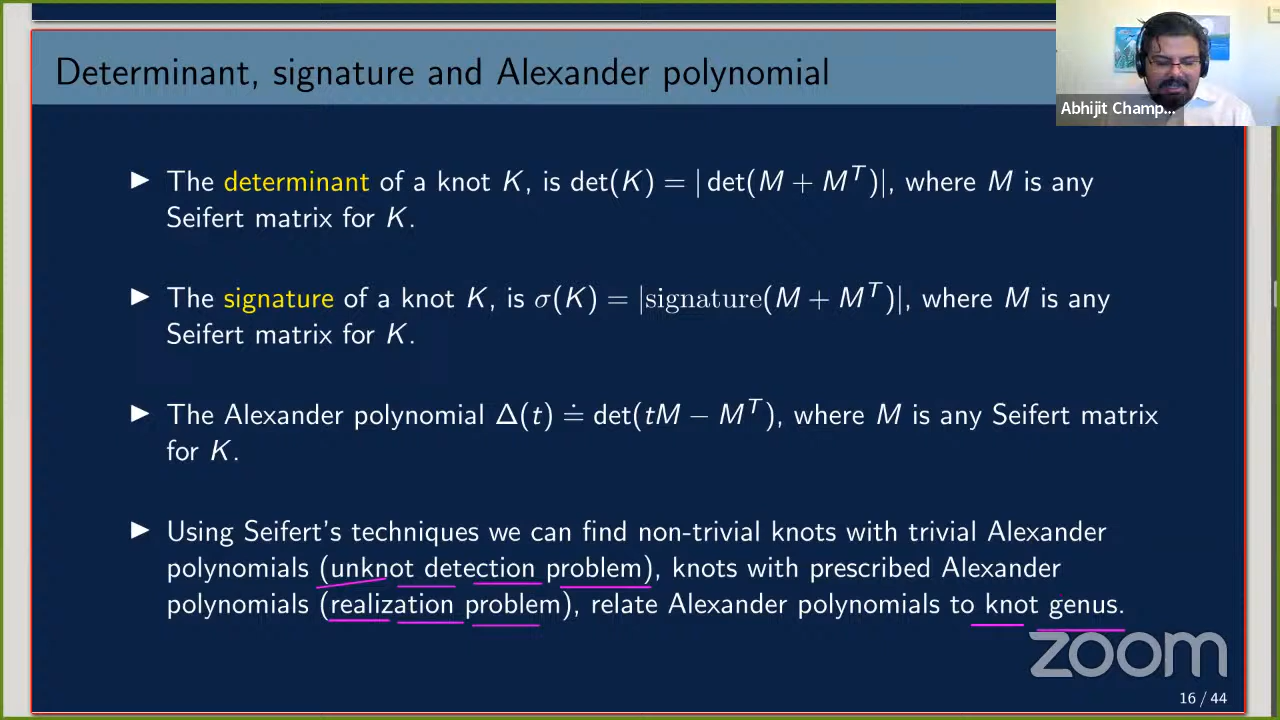 Determinant, signature and Alexander polynomial
Abhijit Champ...
▶ The determinant of a knot K, is det(K) = | det(M + M^T)|, where M is any
Seifert matrix for K.
▶ The signature of a knot K, is σ(K) = |signature(M + M^T)|, where M is any
Seifert matrix for K.
▶ The Alexander polynomial Δ(t) ≐ det(tM − M^T), where M is any Seifert matrix
for K.
▶ Using Seifert's techniques we can find non-trivial knots with trivial Alexander
polynomials (unknot detection problem), knots with prescribed Alexander
polynomials (realization problem), relate Alexander polynomials to knot genus.
zoom
16 / 44